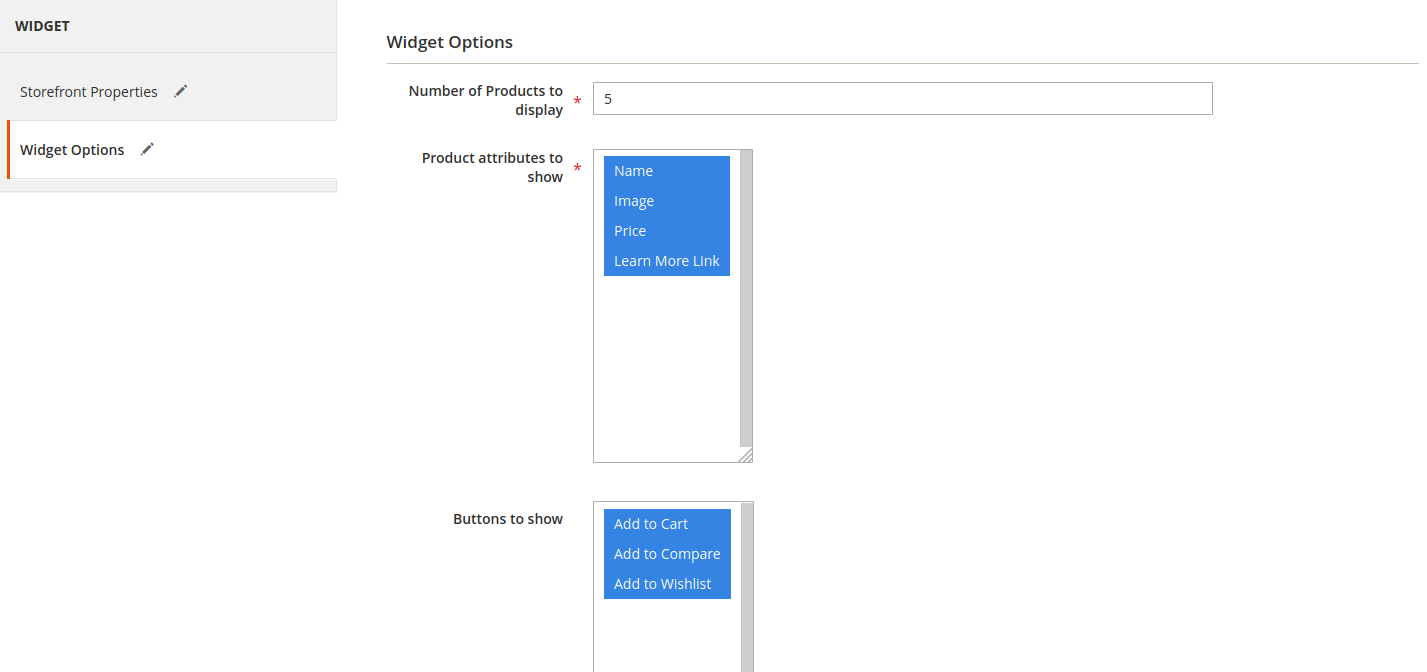 WIDGET
Storefront Properties
Widget Options
Widget Options
Number of Products to
display
*
5
Product attributes to
show
*
Name
Image
Price
Learn More Link
Buttons to show
Add to Cart
Add to Compare
Add to Wishlist